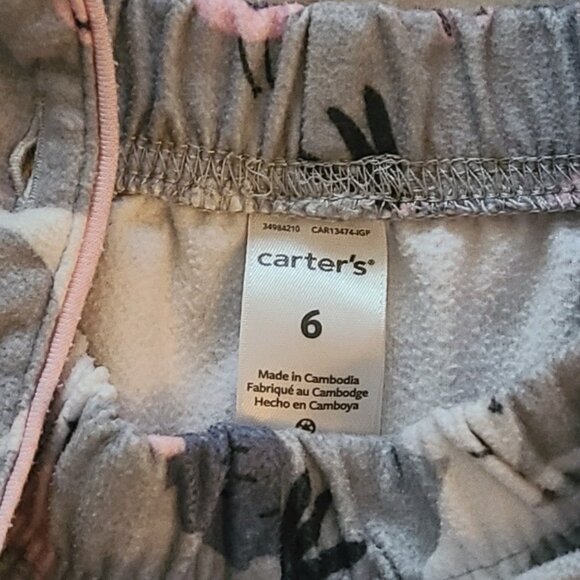 34984210 CAR13474-IGP
carter's®
6
Made in Cambodia
Fabriqué au Cambodge
Hecho en Camboya